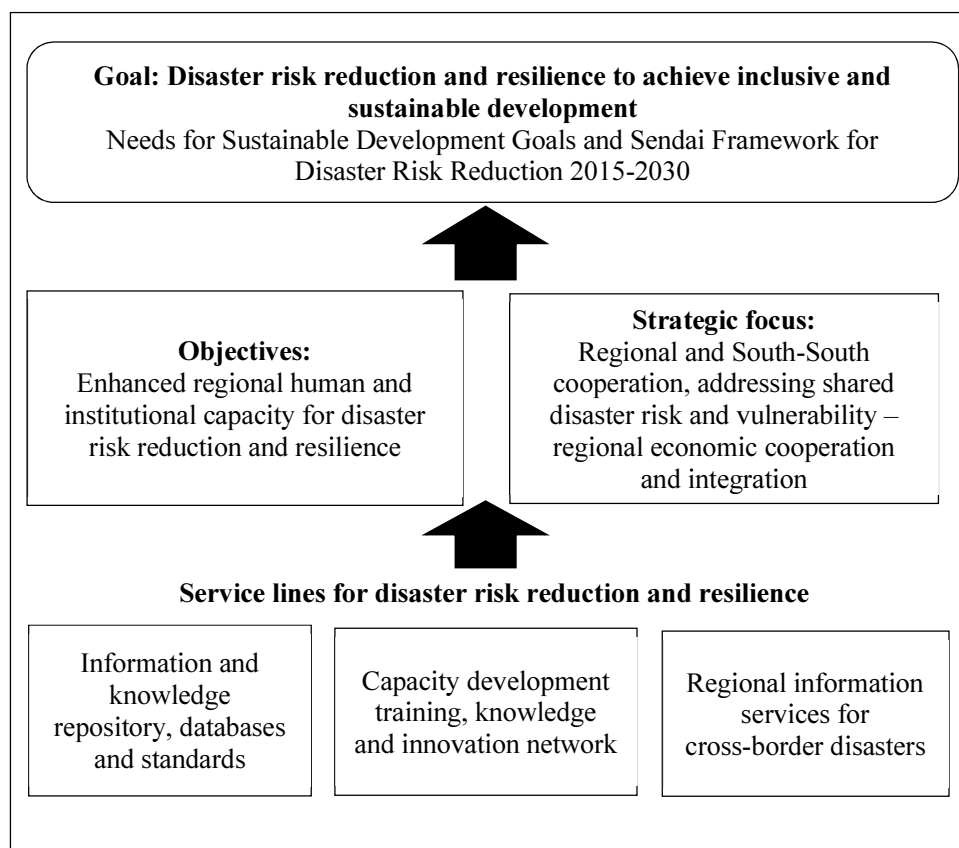 Goal: Disaster risk reduction and resilience to achieve inclusive and
sustainable development
Needs for Sustainable Development Goals and Sendai Framework for
Disaster Risk Reduction 2015-2030
Objectives:
Enhanced regional human and
institutional capacity for disaster
risk reduction and resilience
Strategic focus:
Regional and South-South
cooperation, addressing shared
disaster risk and vulnerability –
regional economic cooperation
and integration
Service lines for disaster risk reduction and resilience
Information and
knowledge
repository, databases
and standards
Capacity development
training, knowledge
and innovation network
Regional information
services for
cross-border disasters